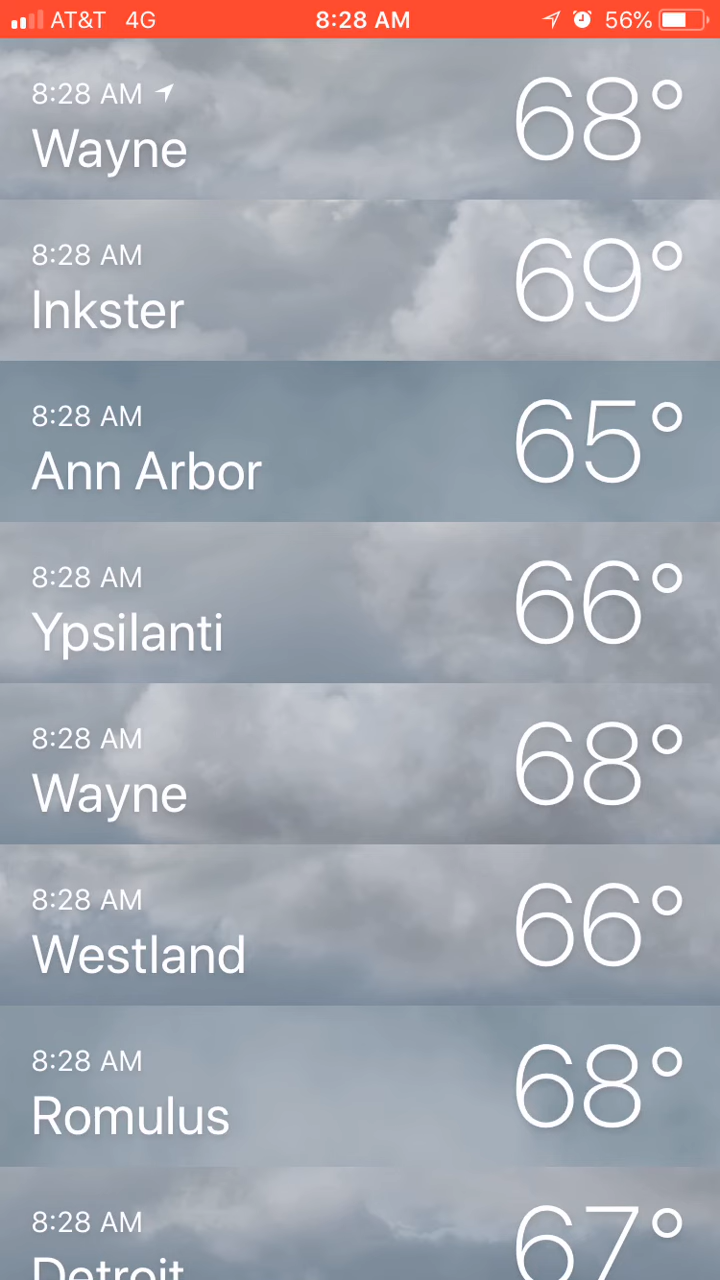 AT&T 4G 8:28 AM 56%
8:28 AM
Wayne 68°
8:28 AM
Inkster 69°
8:28 AM
Ann Arbor 65°
8:28 AM
Ypsilanti 66°
8:28 AM
Wayne 68°
8:28 AM
Westland 66°
8:28 AM
Romulus 68°
8:28 AM
Detroit 67°